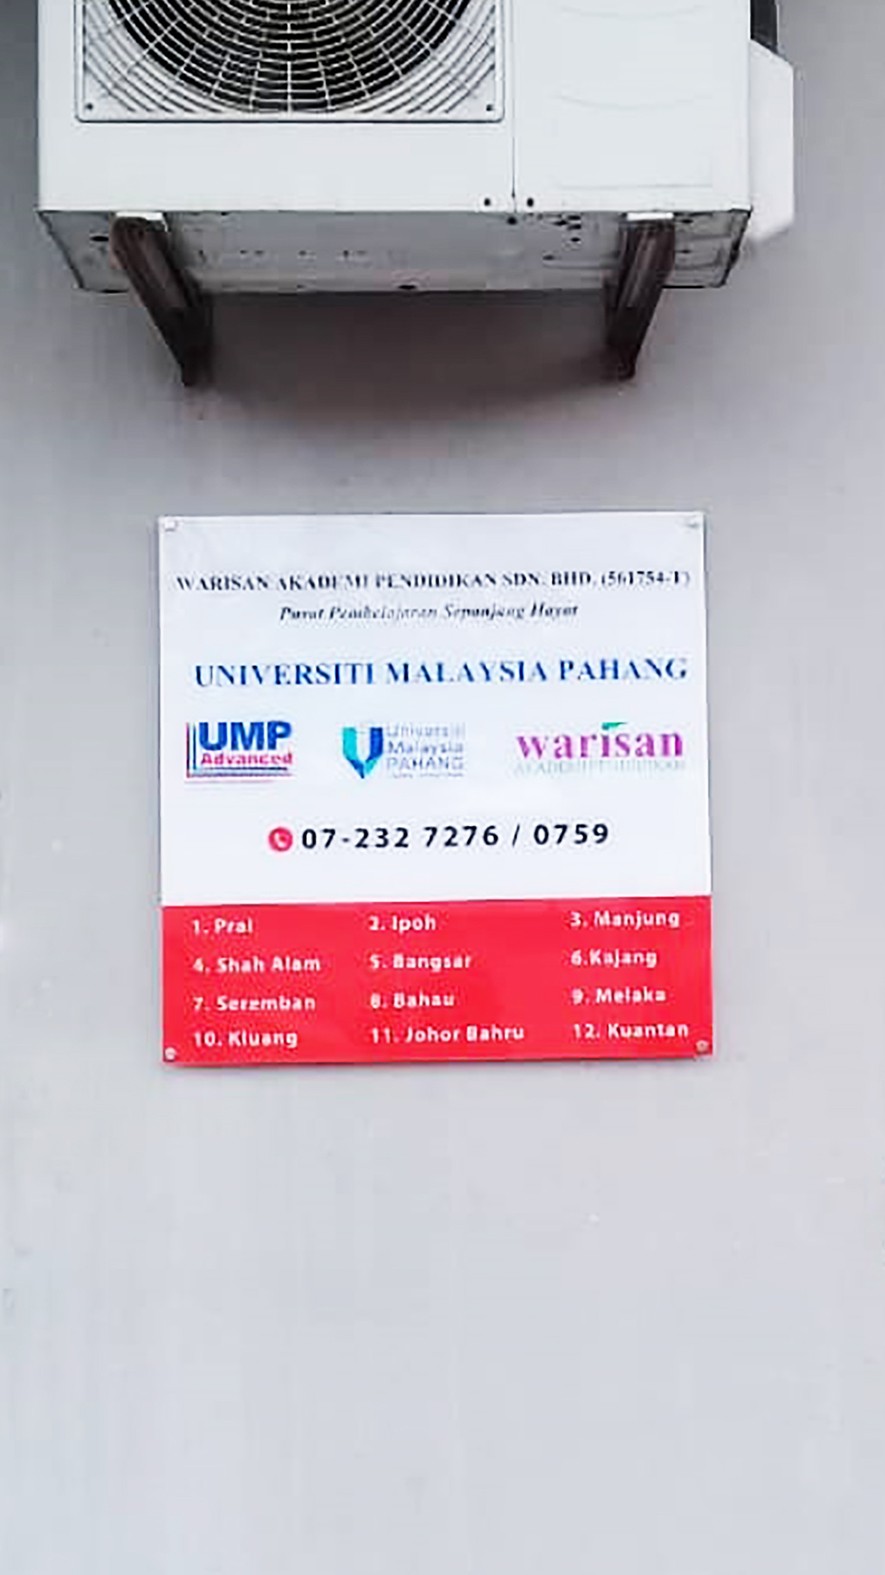 WARISAN AKADEMI PENDIDIKAN SDN. BHD. (561754-T)
Pusat Pembelajaran Sepanjang Hayat
UNIVERSITI MALAYSIA PAHANG
UMP Advanced
Universiti Malaysia PAHANG
warisan
AKADEMI PENDIDIKAN
07-232 7276 / 0759
1. Prai 2. Ipoh 3. Manjung
4. Shah Alam 5. Bangsar 6.Kajang
7. Seremban 8. Bahau 9. Melaka
10. Kluang 11. Johor Bahru 12. Kuantan